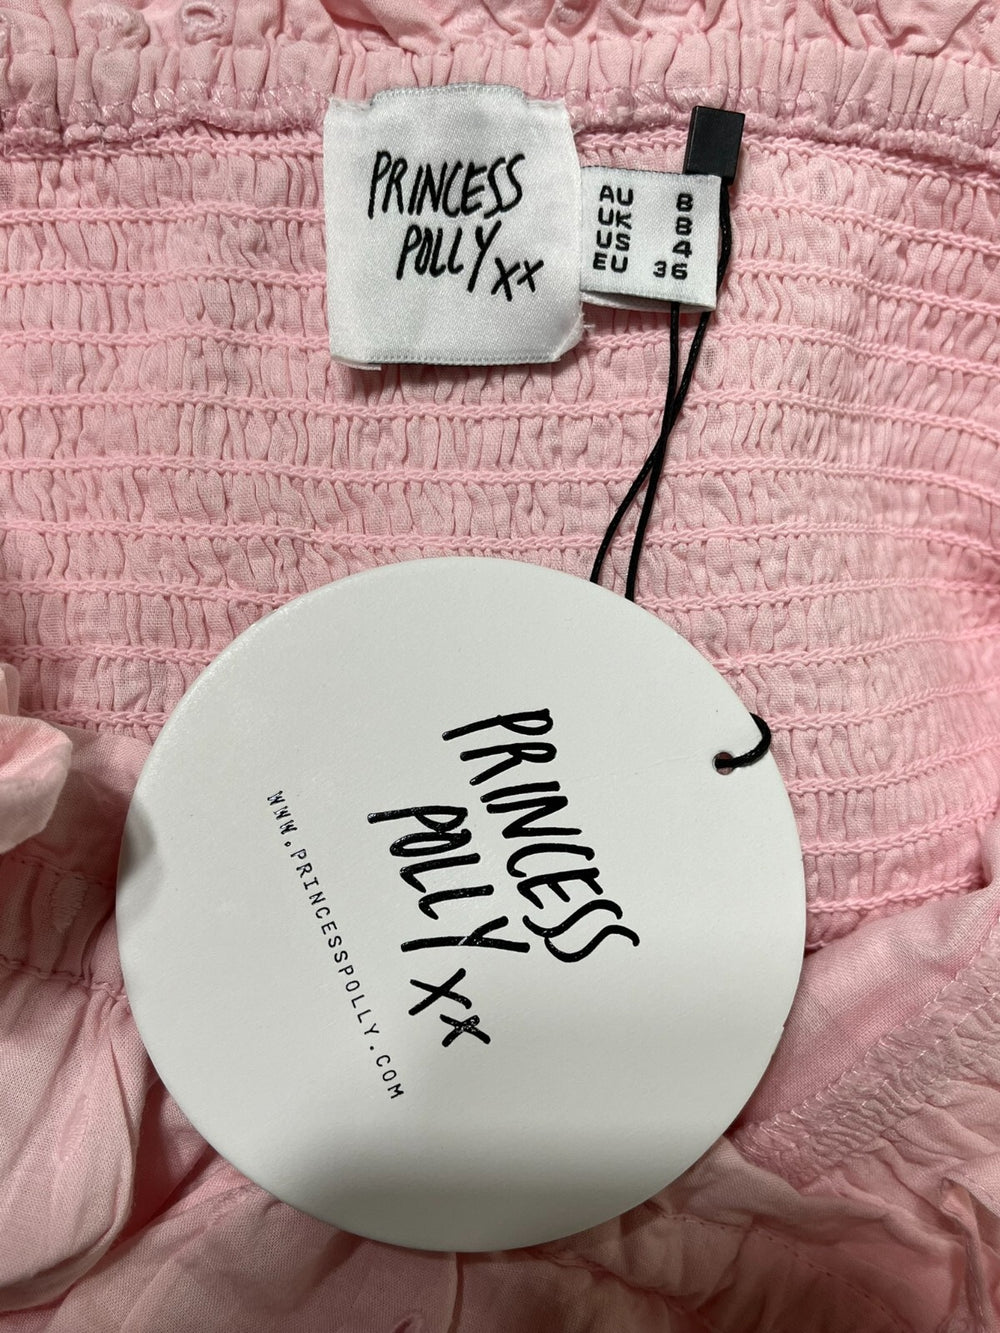 PRINCESS
POLLY xx
AU 8
UK 8
US 4
EU 36
PRINCESS
POLLY xx
WWW.PRINCESSPOLLY.COM